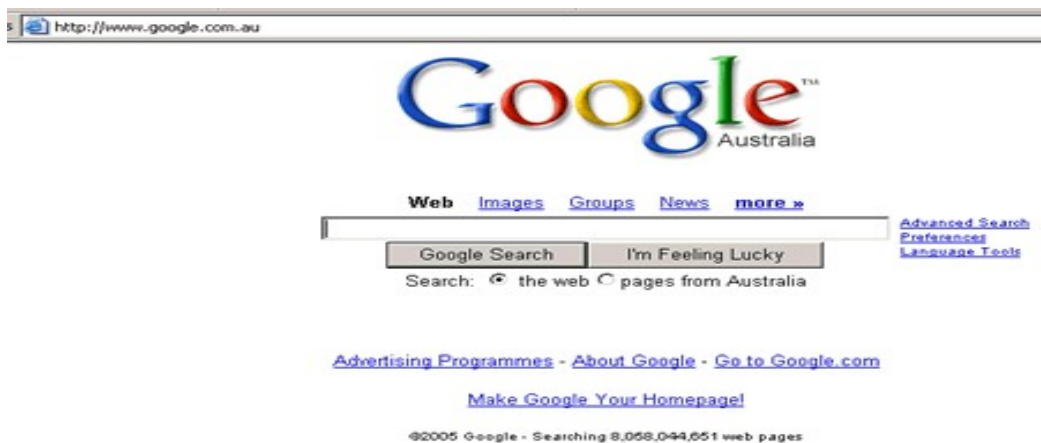 http://www.google.com.au
Google™
Australia
Web Images Groups News more »
Advanced Search
Preferences
Language Tools
Google Search I'm Feeling Lucky
Search: the web pages from Australia
Advertising Programmes - About Google - Go to Google.com
Make Google Your Homepage!
©2005 Google - Searching 8,058,044,651 web pages